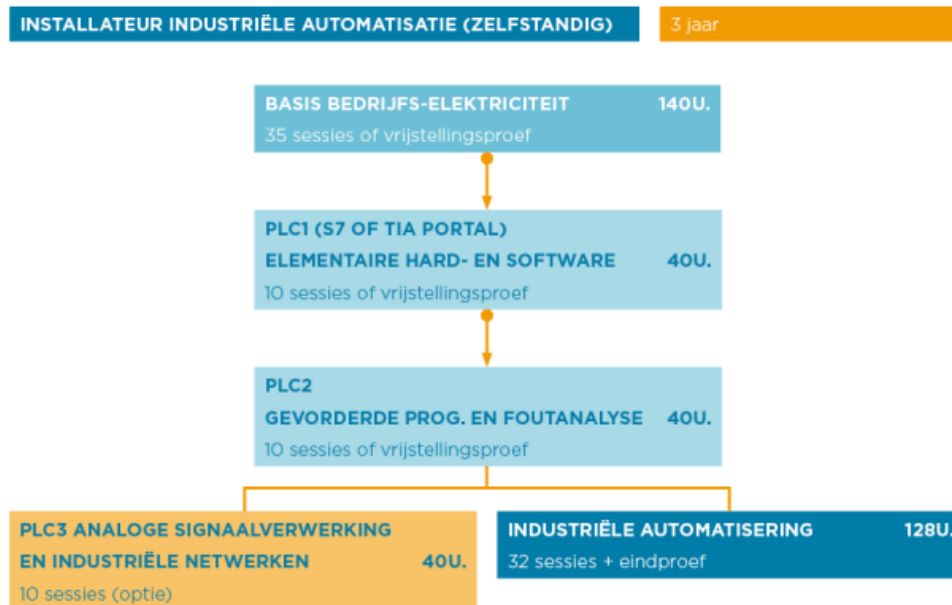 INSTALLATEUR INDUSTRIËLE AUTOMATISATIE (ZELFSTANDIG)
3 jaar
BASIS BEDRIJFS-ELEKTRICITEIT 140U.
35 sessies of vrijstellingsproef
PLC1 (S7 OF TIA PORTAL)
ELEMENTAIRE HARD- EN SOFTWARE 40U.
10 sessies of vrijstellingsproef
PLC2
GEVORDERDE PROG. EN FOUTANALYSE 40U.
10 sessies of vrijstellingsproef
PLC3 ANALOGE SIGNAALVERWERKING
EN INDUSTRIËLE NETWERKEN 40U.
10 sessies (optie)
INDUSTRIËLE AUTOMATISERING 128U.
32 sessies + eindproef